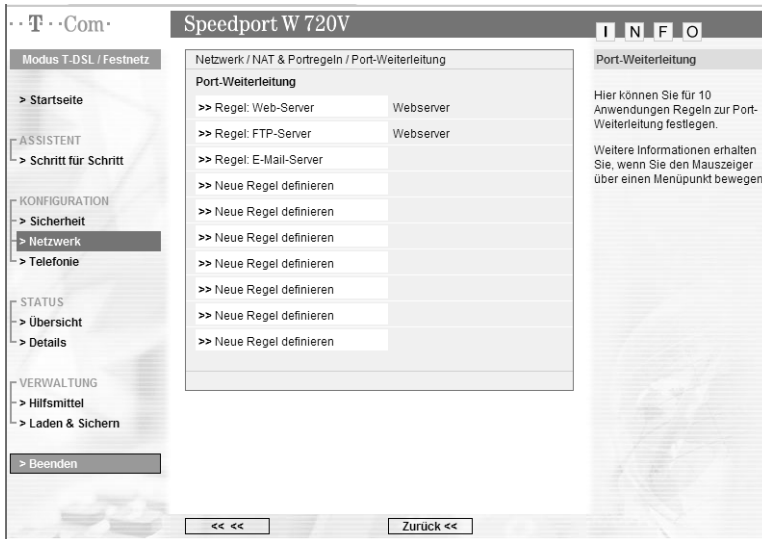 ··T··Com·
Speedport W 720V
INFO
Modus T-DSL / Festnetz
> Startseite
ASSISTENT
> Schritt für Schritt
KONFIGURATION
> Sicherheit
> Netzwerk
> Telefonie
STATUS
> Übersicht
> Details
VERWALTUNG
> Hilfsmittel
> Laden & Sichern
> Beenden
Netzwerk / NAT & Portregeln / Port-Weiterleitung
Port-Weiterleitung
>> Regel: Web-Server Webserver
>> Regel: FTP-Server Webserver
>> Regel: E-Mail-Server
>> Neue Regel definieren
>> Neue Regel definieren
>> Neue Regel definieren
>> Neue Regel definieren
>> Neue Regel definieren
>> Neue Regel definieren
>> Neue Regel definieren
<< <<
Zurück <<
Port-Weiterleitung
Hier können Sie für 10
Anwendungen Regeln zur Port-
Weiterleitung festlegen.
Weitere Informationen erhalten
Sie, wenn Sie den Mauszeiger
über einen Menüpunkt bewegen